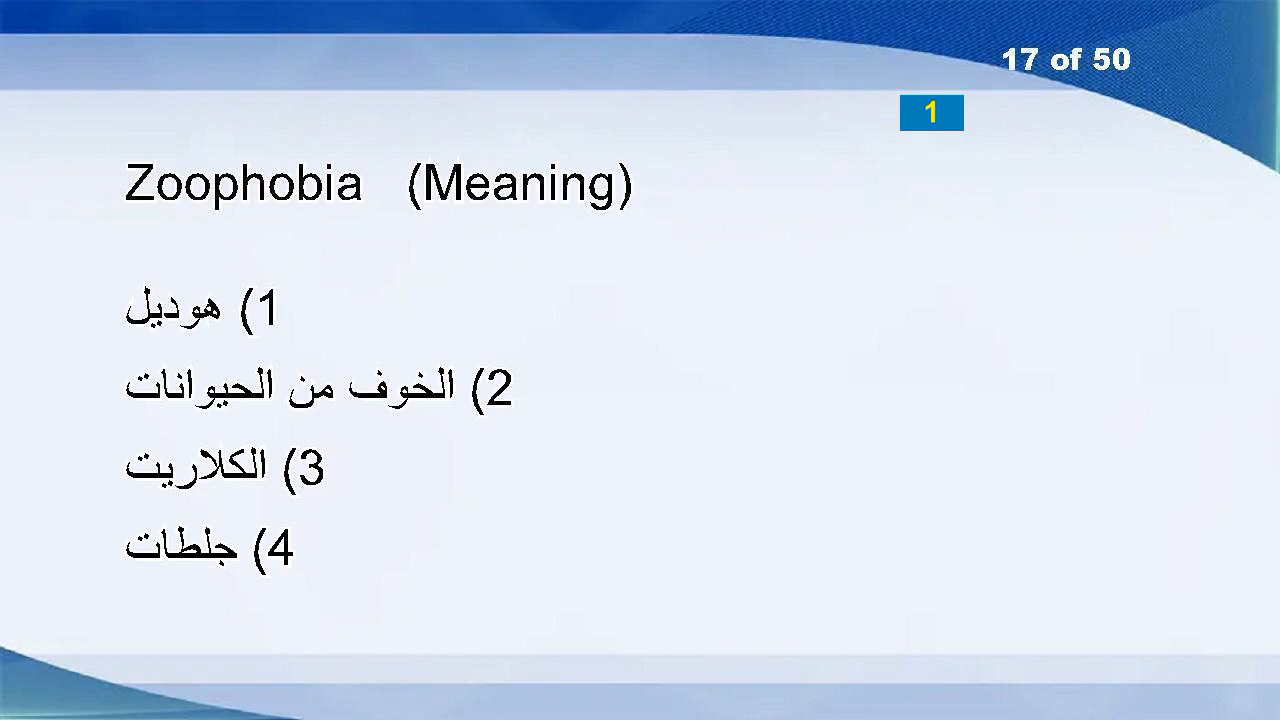 17 of 50
1
Zoophobia (Meaning)
1) هوديل
2) الخوف من الحيوانات
3) الكلاريت
4) جلطات